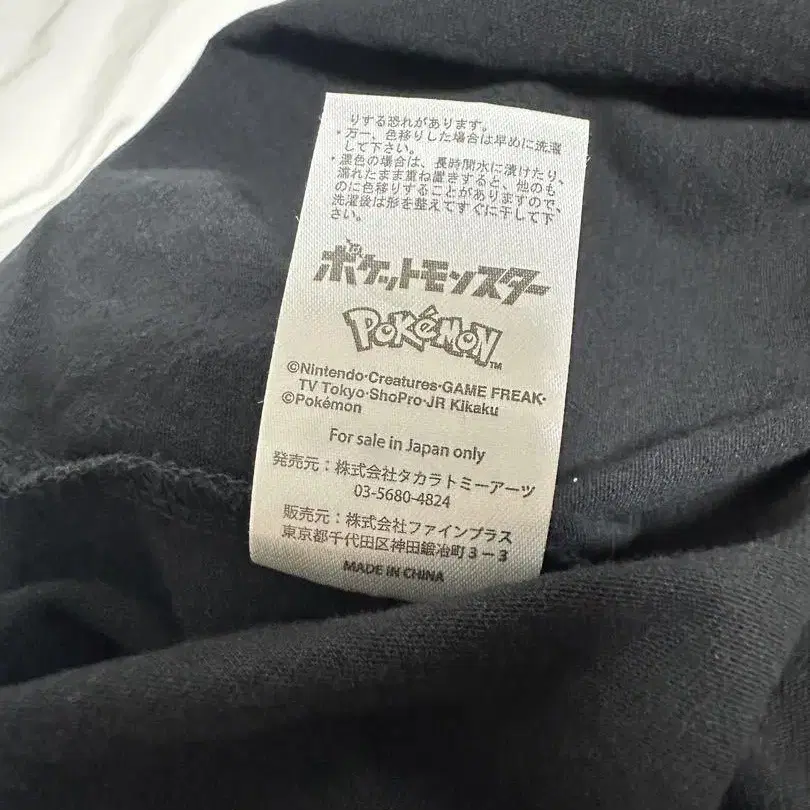 りする恐れがあります。
・万一、色移りした場合は早めに洗濯
して下さい。
・濃色の場合は、長時間水に漬けたり、
濡れたまま重ね置きすると、他のも
のに色移りすることがありますので、
洗濯後は形を整えてすぐに干して下
さい。
ポケットモンスター
POKéMON™
©Nintendo·Creatures·GAME FREAK·
TV Tokyo·ShoPro·JR Kikaku
©Pokémon
For sale in Japan only
発売元：株式会社タカラトミーアーツ
03-5680-4824
販売元：株式会社ファインプラス
東京都千代田区神田鍛冶町3－3
MADE IN CHINA